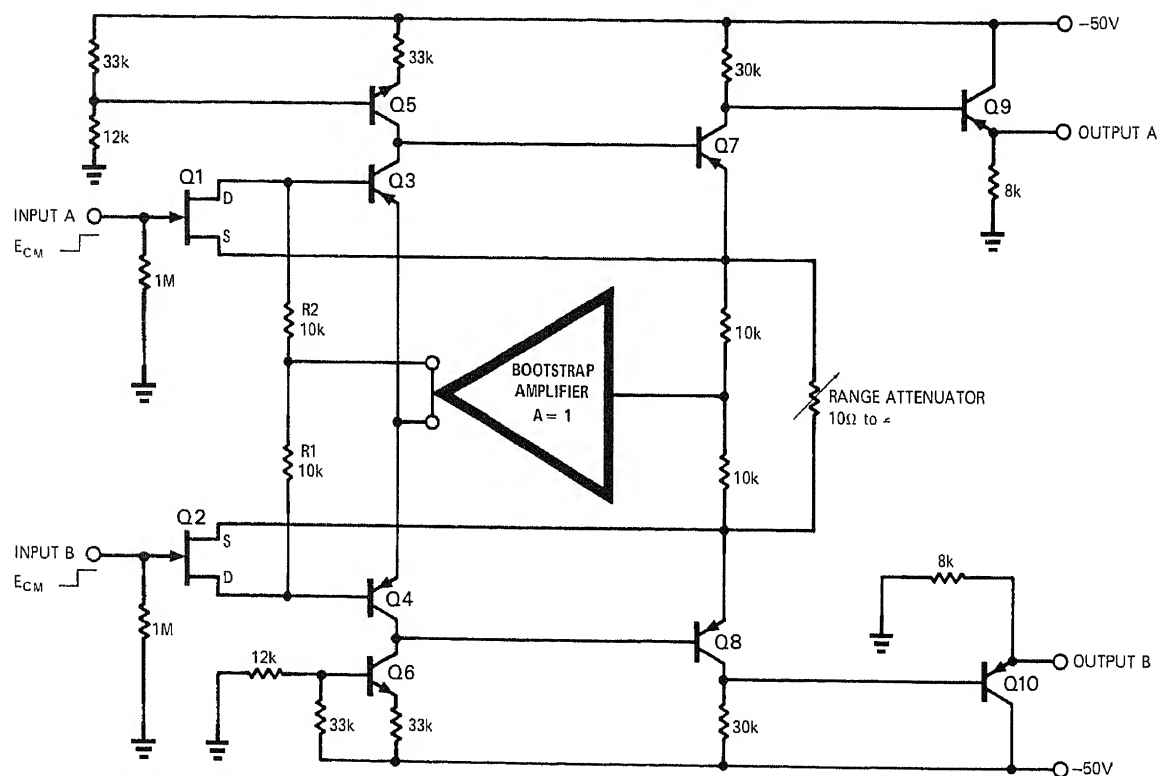 -50V
33k
33k
30k
Q5
Q9
12k
Q7
OUTPUT A
Q1
Q3
D
8k
INPUT A
S
E_CM
1M
R2
10k
10k
BOOTSTRAP
AMPLIFIER
A = 1
RANGE ATTENUATOR
10Ω to ∝
R1
10k
10k
Q2
S
INPUT B
E_CM
D
8k
Q4
1M
Q8
12k
Q6
OUTPUT B
Q10
33k
33k
30k
-50V